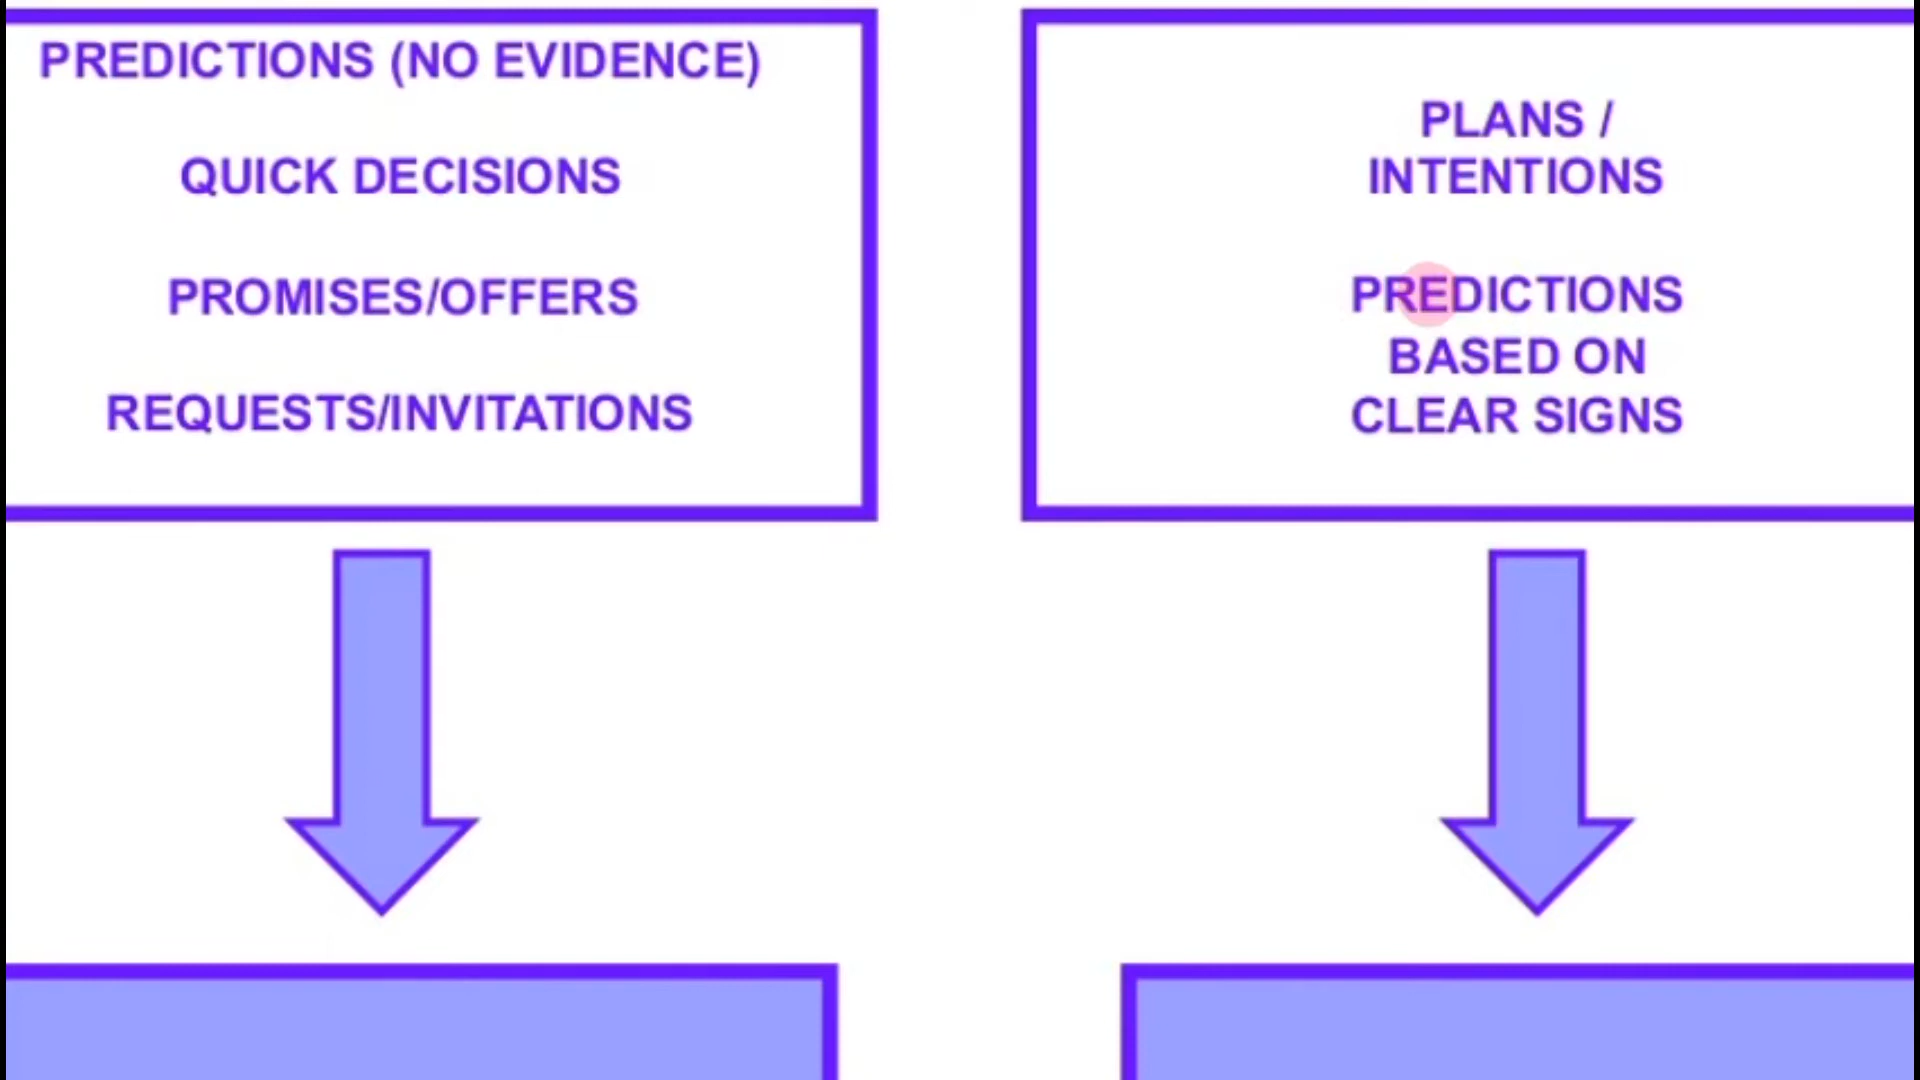 PREDICTIONS (NO EVIDENCE)
QUICK DECISIONS
PROMISES/OFFERS
REQUESTS/INVITATIONS
PLANS /
INTENTIONS
PREDICTIONS
BASED ON
CLEAR SIGNS